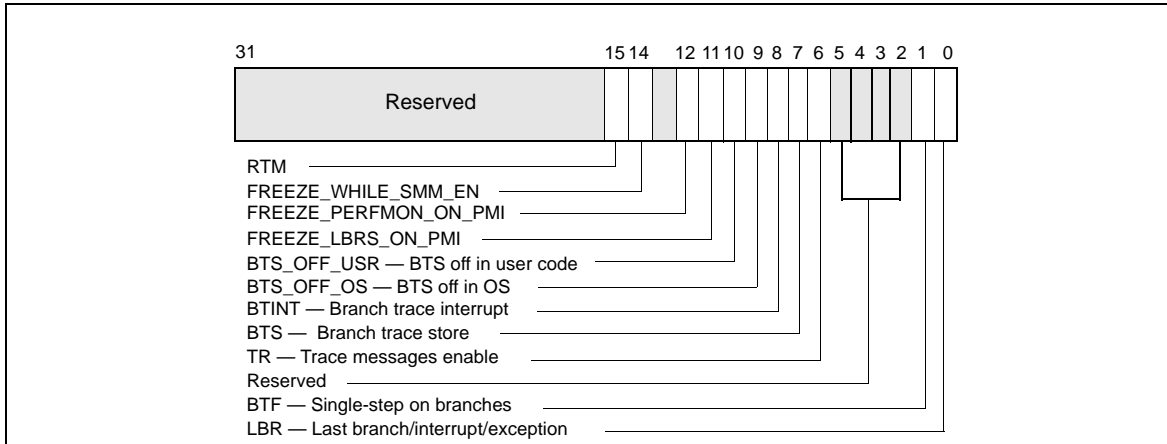 31 15 14 12 11 10 9 8 7 6 5 4 3 2 1 0
Reserved
RTM
FREEZE_WHILE_SMM_EN
FREEZE_PERFMON_ON_PMI
FREEZE_LBRS_ON_PMI
BTS_OFF_USR — BTS off in user code
BTS_OFF_OS — BTS off in OS
BTINT — Branch trace interrupt
BTS — Branch trace store
TR — Trace messages enable
Reserved
BTF — Single-step on branches
LBR — Last branch/interrupt/exception